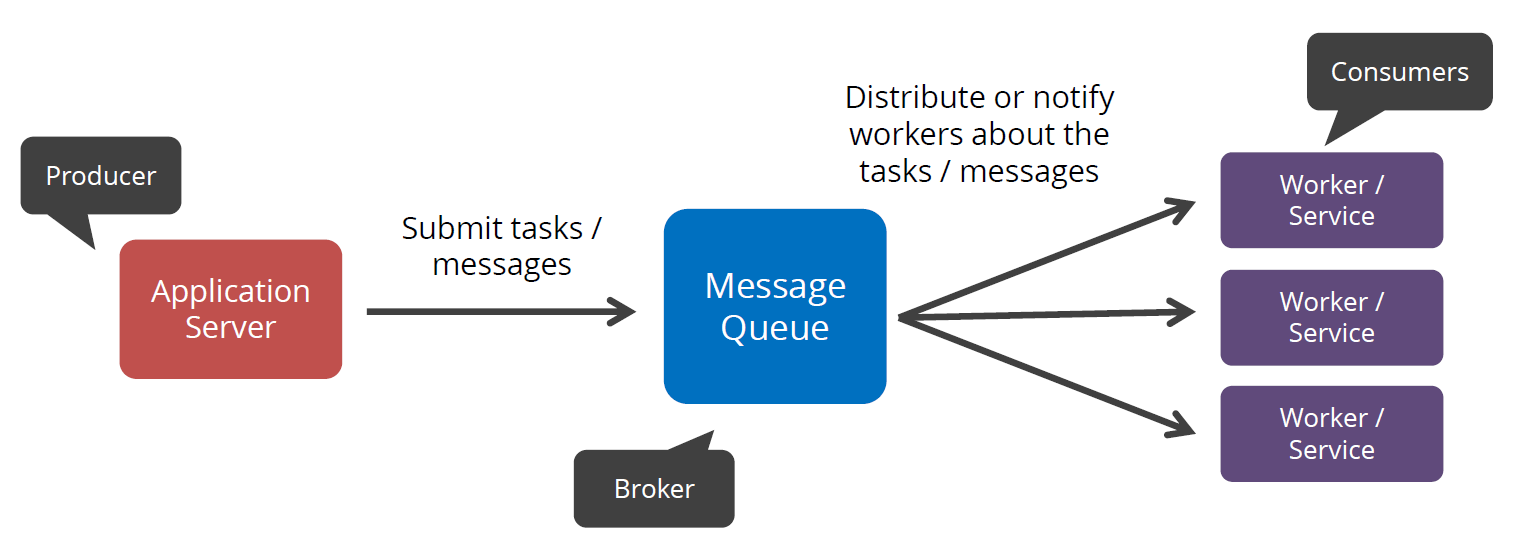 Producer
Application
Server
Submit tasks /
messages
Message
Queue
Broker
Distribute or notify
workers about the
tasks / messages
Consumers
Worker /
Service
Worker /
Service
Worker /
Service